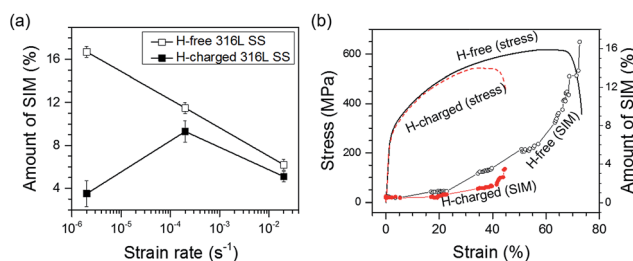 (a)
H-free 316L SS
H-charged 316L SS
Amount of SIM (%)
16
12
8
4
10⁻⁶ 10⁻⁵ 10⁻⁴ 10⁻³ 10⁻²
Strain rate (s⁻¹)
(b)
H-free (stress)
H-charged (stress)
H-free (SIM)
H-charged (SIM)
Stress (MPa)
600
400
200
0
Amount of SIM (%)
16
12
8
4
0
0 20 40 60 80
Strain (%)